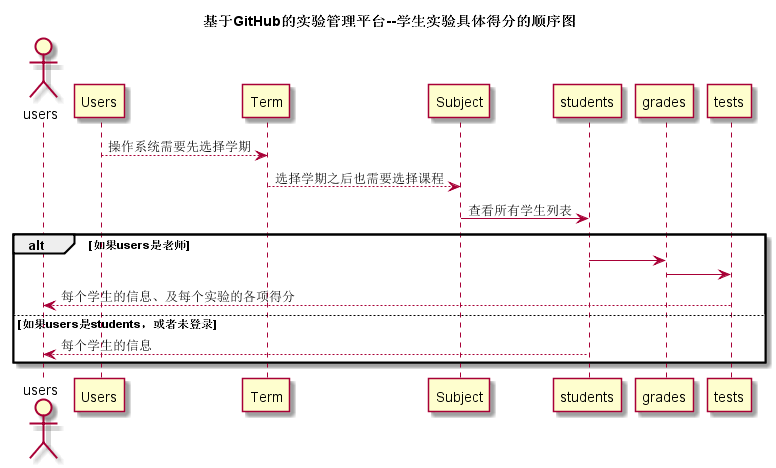 基于GitHub的实验管理平台--学生实验具体得分的顺序图
users
Users
Term
Subject
students
grades
tests
操作系统需要先选择学期
选择学期之后也需要选择课程
查看所有学生列表
alt
[如果users是老师]
每个学生的信息、及每个实验的各项得分
[如果users是students，或者未登录]
每个学生的信息
users
Users
Term
Subject
students
grades
tests